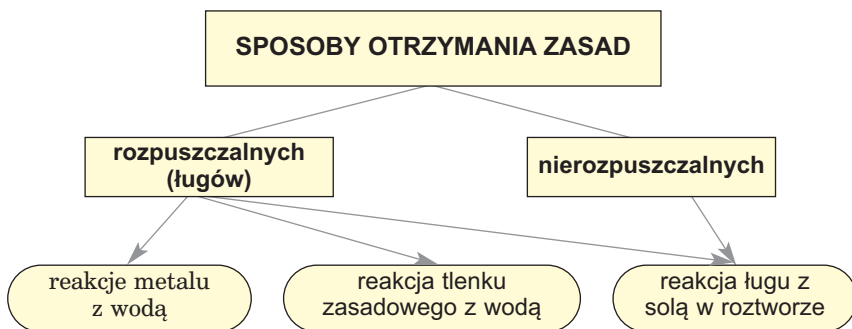 SPOSOBY OTRZYMANIA ZASAD
rozpuszczalnych
(ługów)
nierozpuszczalnych
reakcje metalu
z wodą
reakcja tlenku
zasadowego z wodą
reakcja ługu z
solą w roztworze